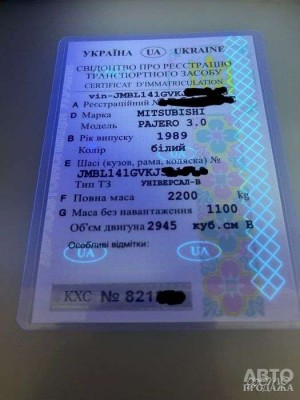 УКРАЇНА UA UKRAINE
СВІДОЦТВО ПРО РЕЄСТРАЦІЮ
ТРАНСПОРТНОГО ЗАСОБУ
CERTIFICAT D'IMMATRICULATION
vin-JMBL141GVKJ
A Реєстраційний №
D Марка MITSUBISHI
Модель PAJERO 3.0
B Рік випуску 1989
Колір білий
E Шасі (кузов, рама, коляска) №
JMBL141GVKJ
Тип ТЗ УНІВЕРСАЛ-В
F Повна маса 2200 kg
G Маса без навантаження 1100
Об'єм двигуна 2945 куб.см В
Особливі відмітки:
UA UA
КХС № 821
АВТО
ПРОДАЖА